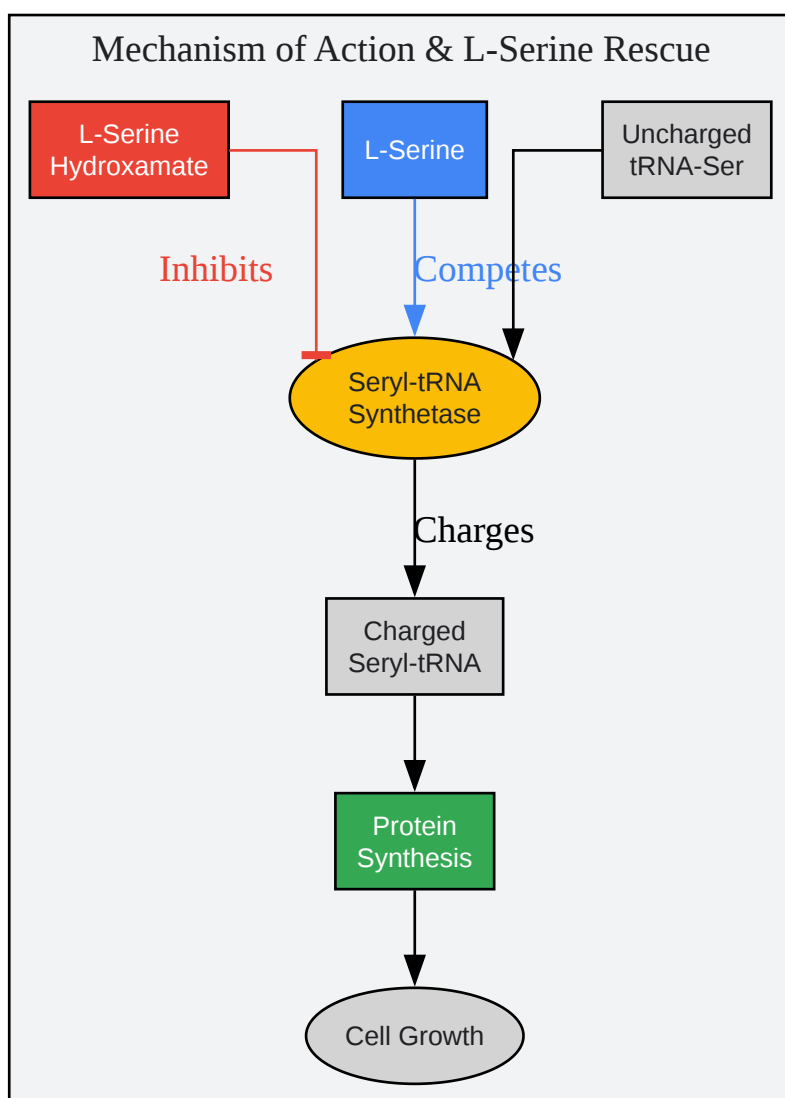 Mechanism of Action & L-Serine Rescue
L-Serine
Hydroxamate
L-Serine
Uncharged
tRNA-Ser
Inhibits
Competes
Seryl-tRNA
Synthetase
Charges
Charged
Seryl-tRNA
Protein
Synthesis
Cell Growth